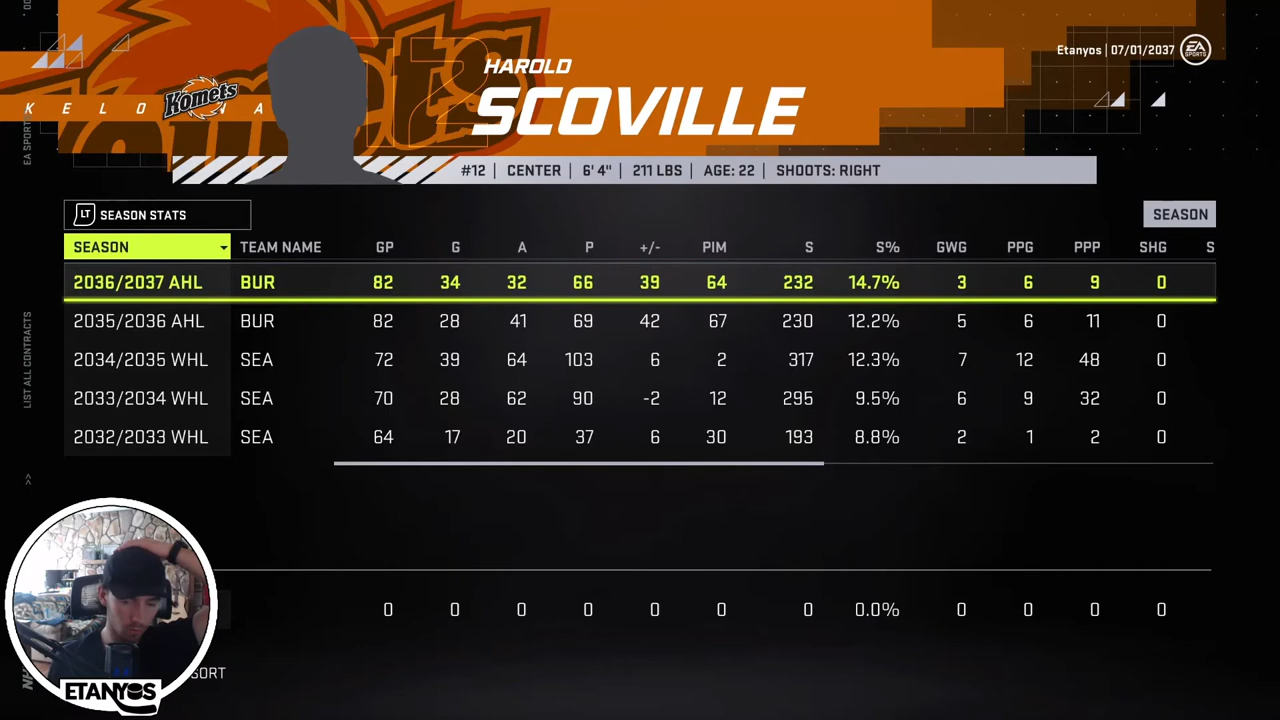 Etanyos | 07/01/2037
EA SPORTS
HAROLD
SCOVILLE
Komets
#12 | CENTER | 6' 4" | 211 LBS | AGE: 22 | SHOOTS: RIGHT
LT SEASON STATS
SEASON
SEASON TEAM NAME GP G A P +/- PIM S S% GWG PPG PPP SHG S
2036/2037 AHL BUR 82 34 32 66 39 64 232 14.7% 3 6 9 0
2035/2036 AHL BUR 82 28 41 69 42 67 230 12.2% 5 6 11 0
2034/2035 WHL SEA 72 39 64 103 6 2 317 12.3% 7 12 48 0
2033/2034 WHL SEA 70 28 62 90 -2 12 295 9.5% 6 9 32 0
2032/2033 WHL SEA 64 17 20 37 6 30 193 8.8% 2 1 2 0
LIST ALL CONTRACTS
>>
0 0 0 0 0 0 0 0.0% 0 0 0 0
SORT
ETANYOS